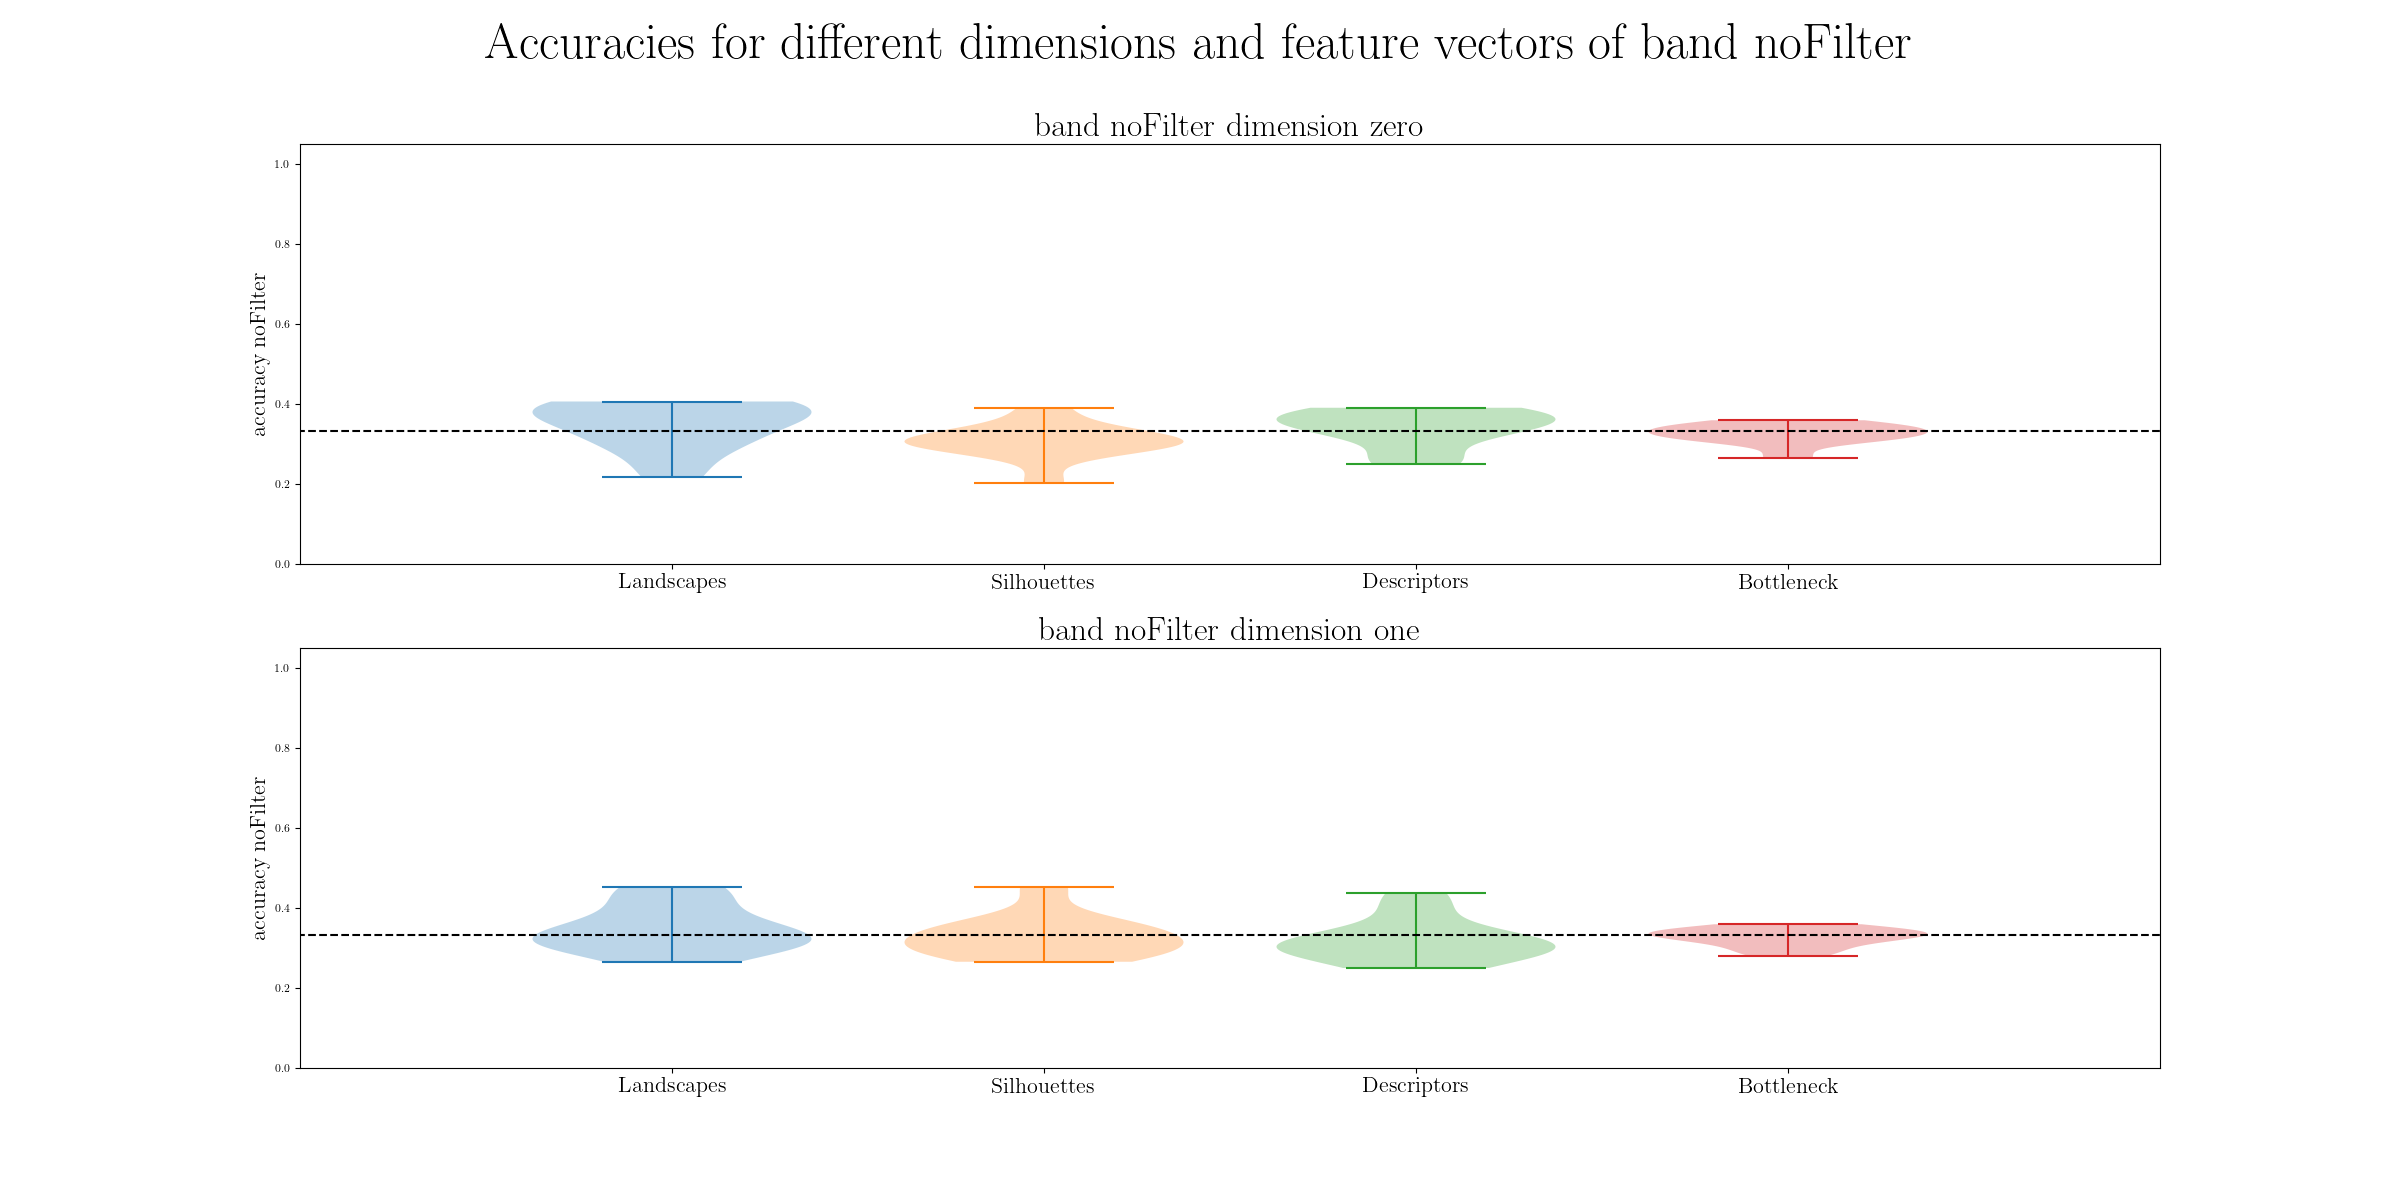 Accuracies for different dimensions and feature vectors of band noFilter
band noFilter dimension zero
accuracy noFilter
1.0
0.8
0.6
0.4
0.2
0.0
Landscapes Silhouettes Descriptors Bottleneck
band noFilter dimension one
accuracy noFilter
1.0
0.8
0.6
0.4
0.2
0.0
Landscapes Silhouettes Descriptors Bottleneck